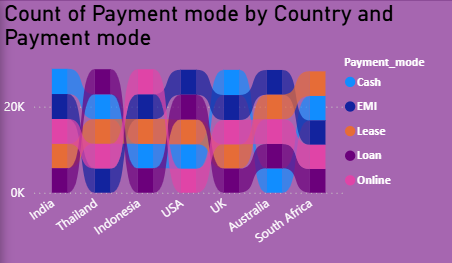 Count of Payment mode by Country and
Payment mode
Payment_mode
Cash
EMI
Lease
Loan
Online
20K
0K
India
Thailand
Indonesia
USA
UK
Australia
South Africa